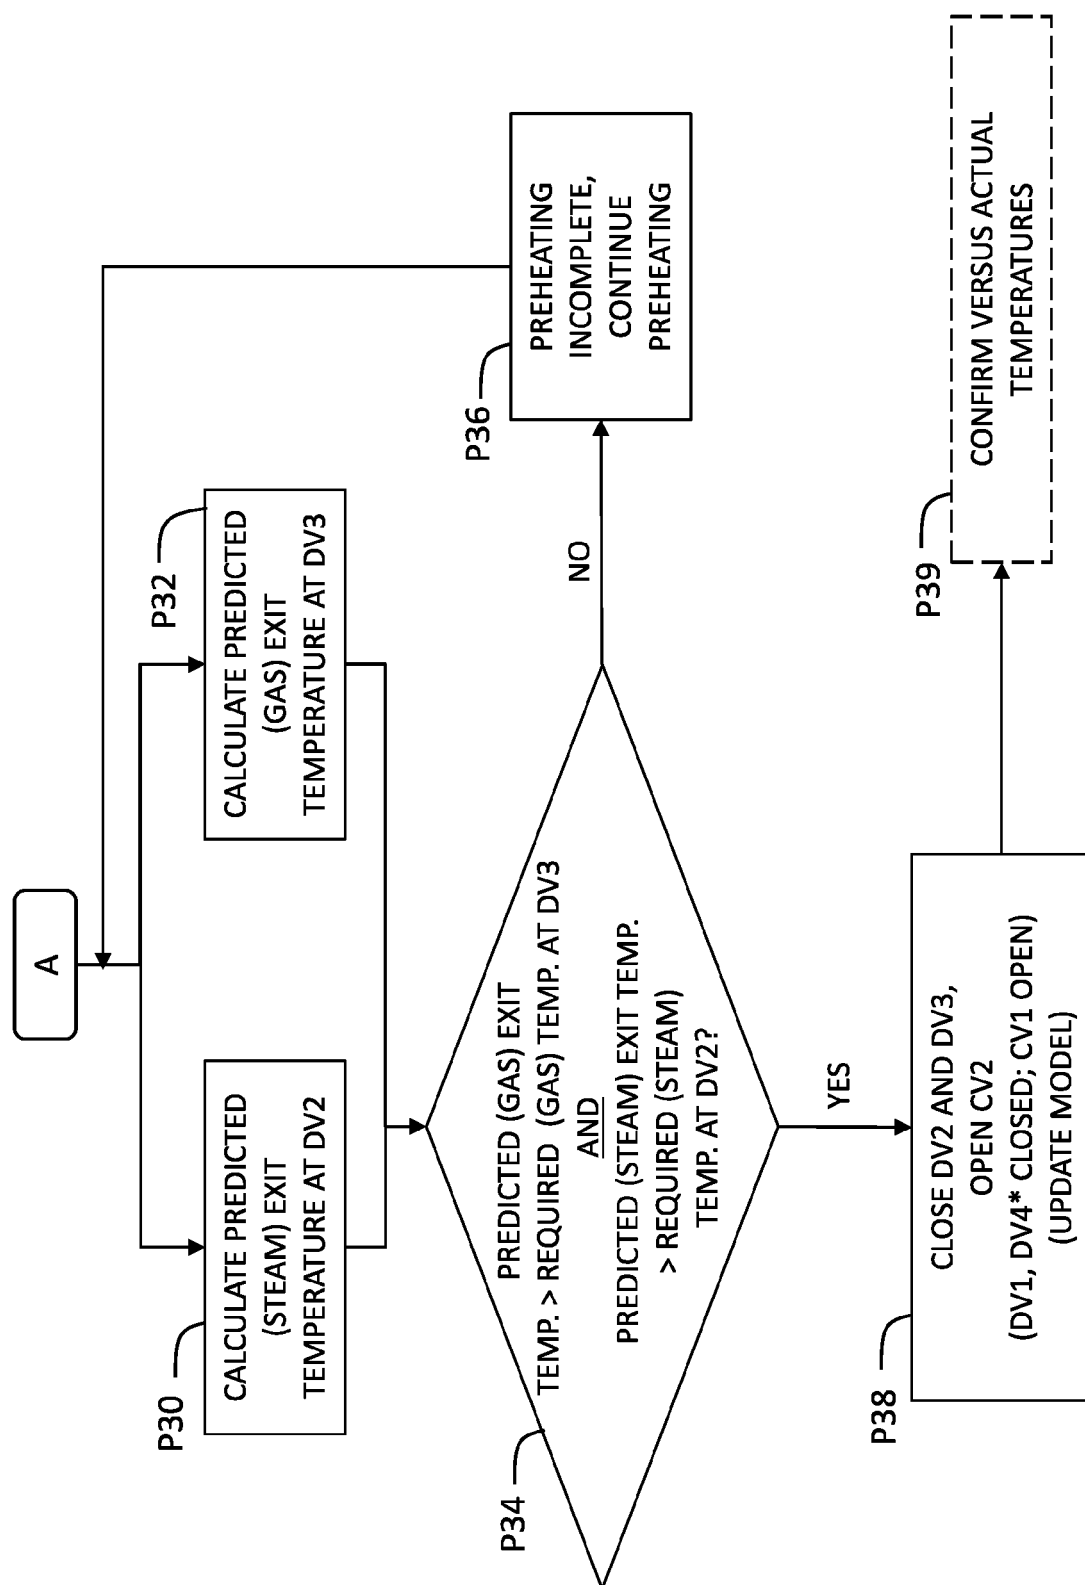 A
P30
CALCULATE PREDICTED
(STEAM) EXIT
TEMPERATURE AT DV2
P32
CALCULATE PREDICTED
(GAS) EXIT
TEMPERATURE AT DV3
P34
PREDICTED (GAS) EXIT
TEMP. > REQUIRED (GAS) TEMP. AT DV3
AND
PREDICTED (STEAM) EXIT TEMP.
> REQUIRED (STEAM)
TEMP. AT DV2?
NO
P36
PREHEATING
INCOMPLETE,
CONTINUE
PREHEATING
YES
P38
CLOSE DV2 AND DV3,
OPEN CV2
(DV1, DV4* CLOSED; CV1 OPEN)
(UPDATE MODEL)
P39
CONFIRM VERSUS ACTUAL
TEMPERATURES